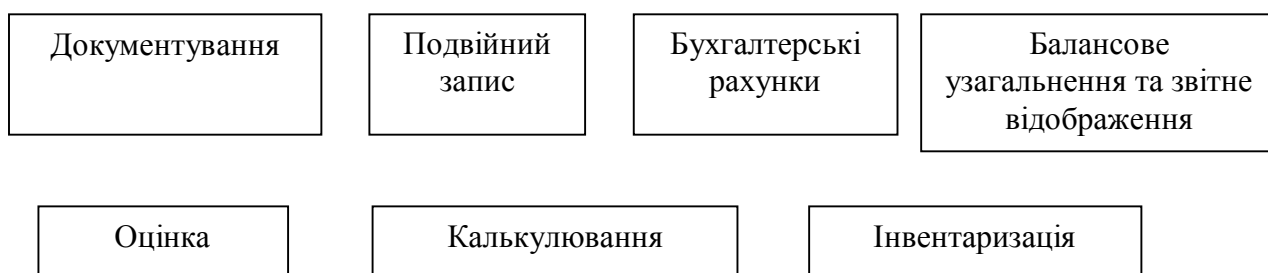 Документування
Подвійний
запис
Бухгалтерські
рахунки
Балансове
узагальнення та звітне
відображення
Оцінка
Калькулювання
Інвентаризація